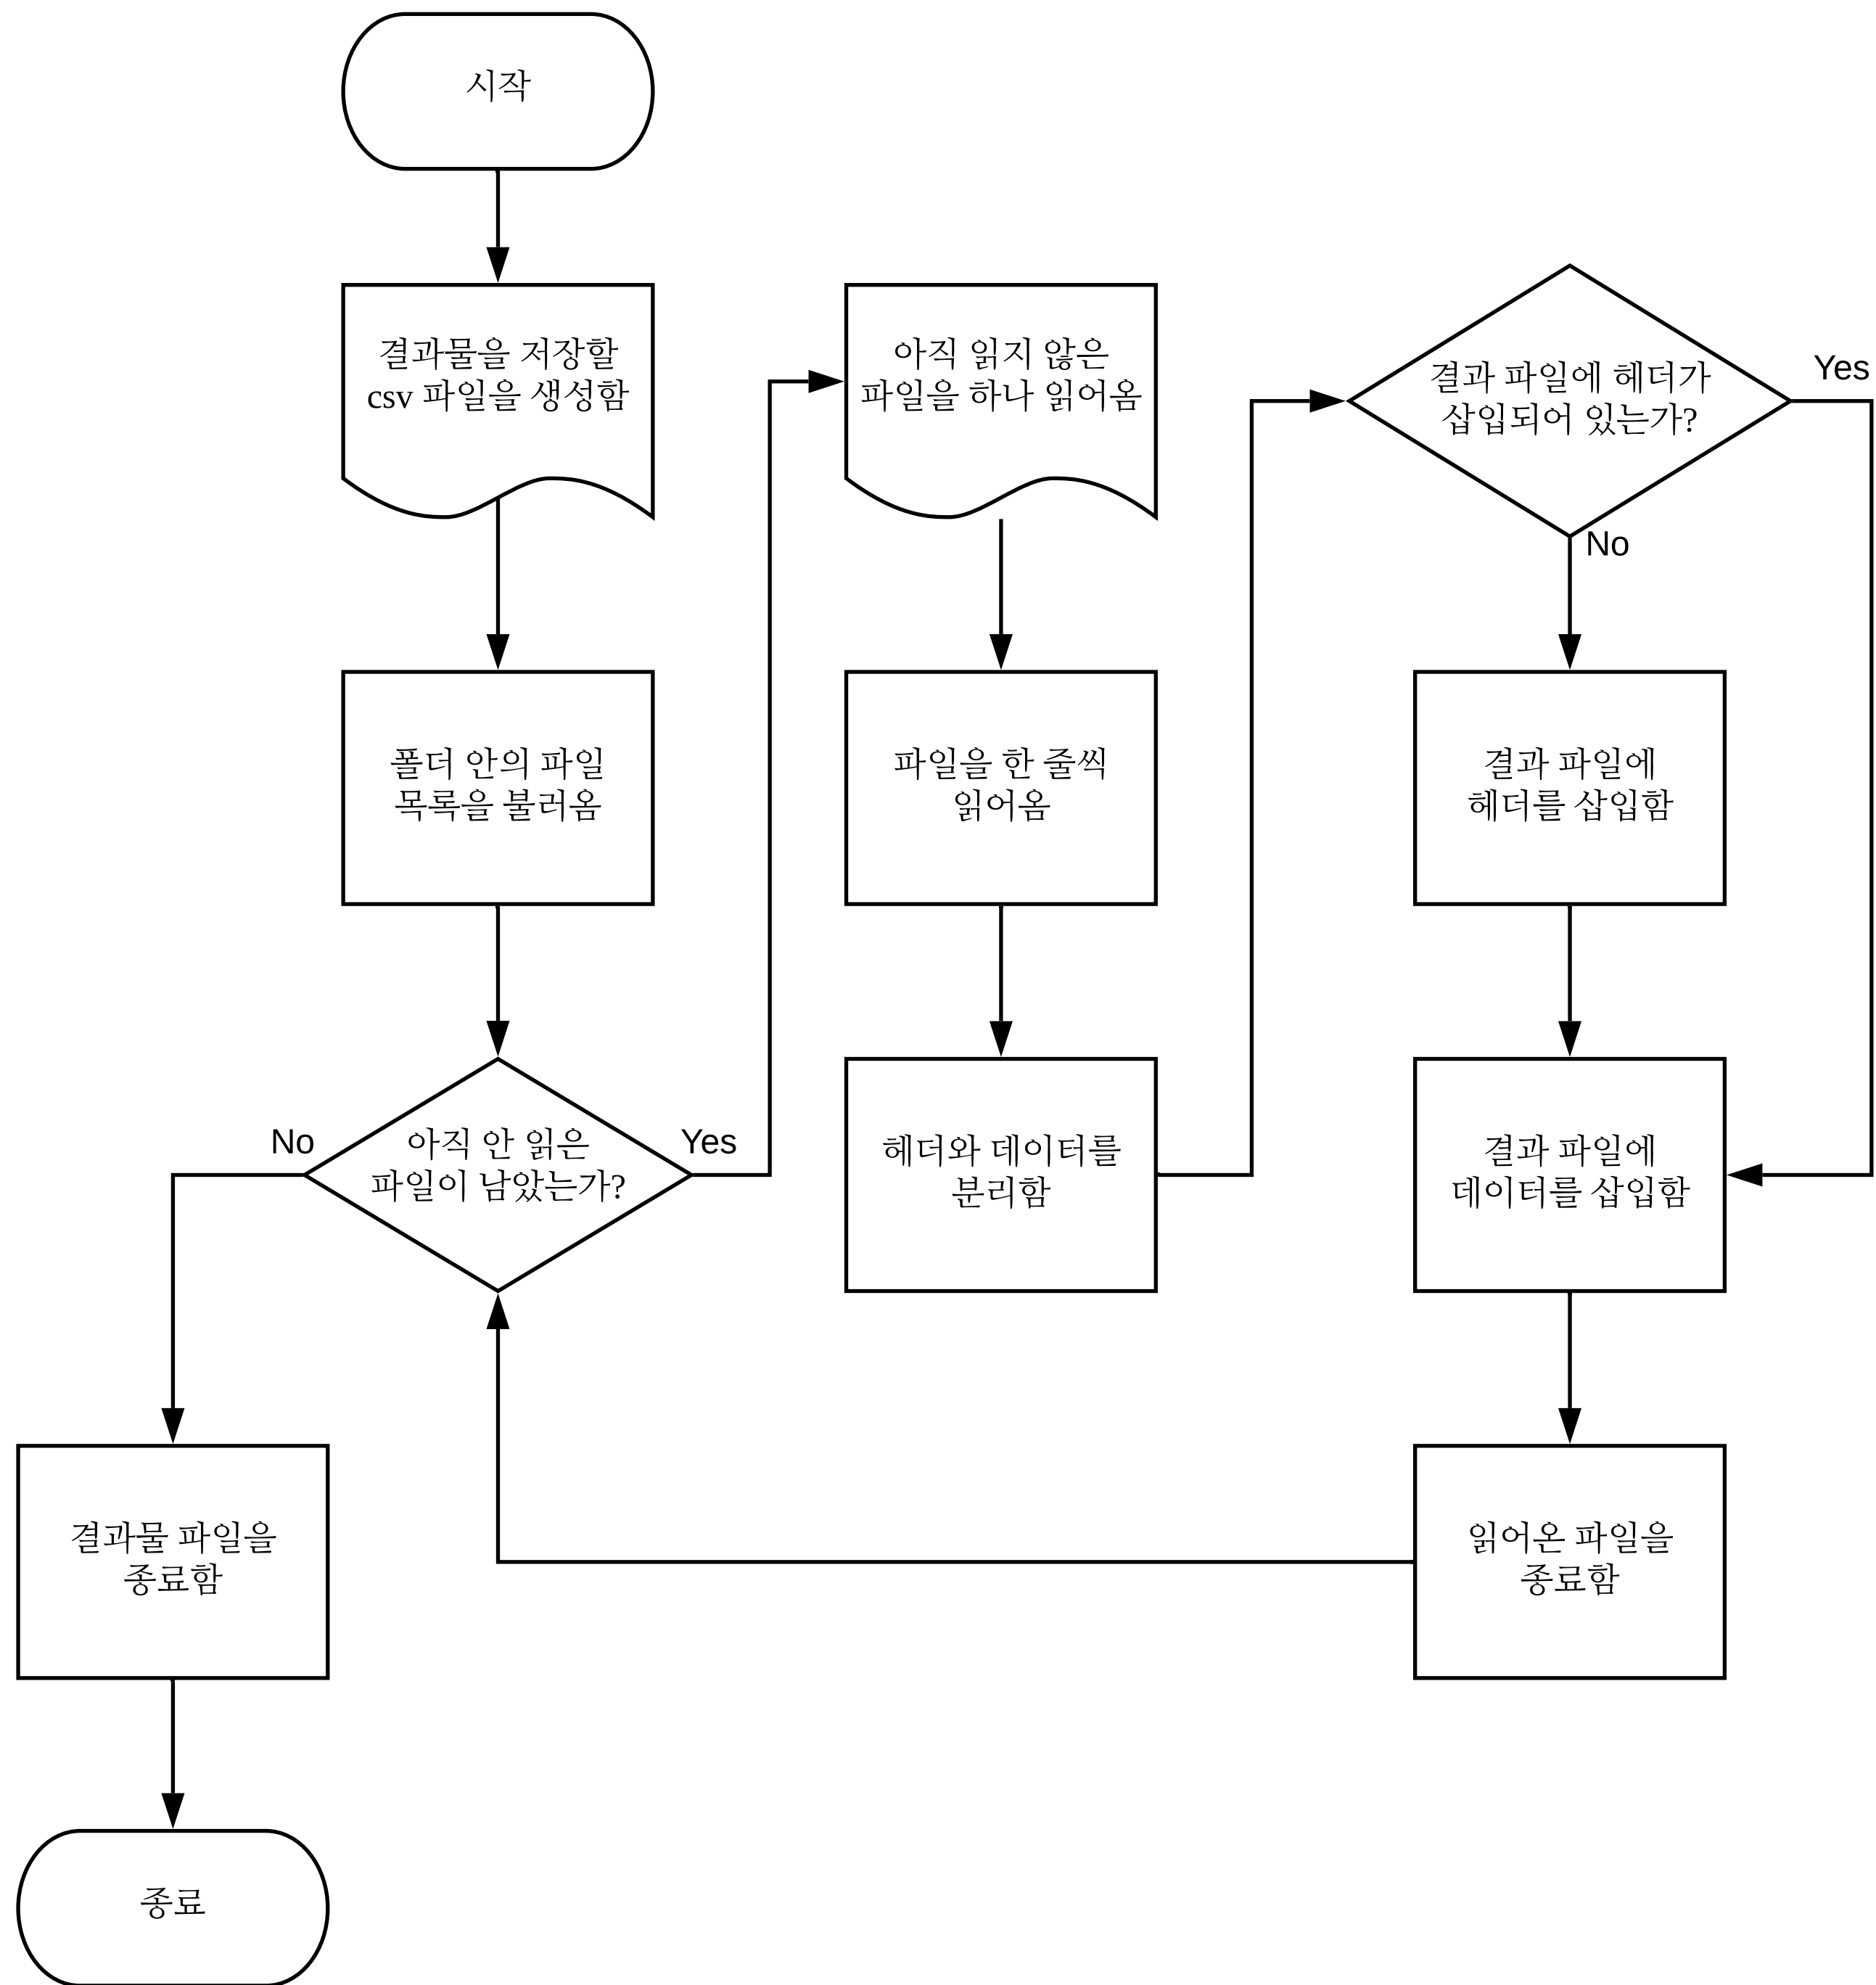 시작
결과물을 저장할
csv 파일을 생성함
폴더 안의 파일
목록을 불러옴
아직 안 읽은
파일이 남았는가?
No
Yes
아직 읽지 않은
파일을 하나 읽어옴
파일을 한 줄씩
읽어옴
헤더와 데이터를
분리함
결과 파일에 헤더가
삽입되어 있는가?
Yes
No
결과 파일에
헤더를 삽입함
결과 파일에
데이터를 삽입함
읽어온 파일을
종료함
결과물 파일을
종료함
종료